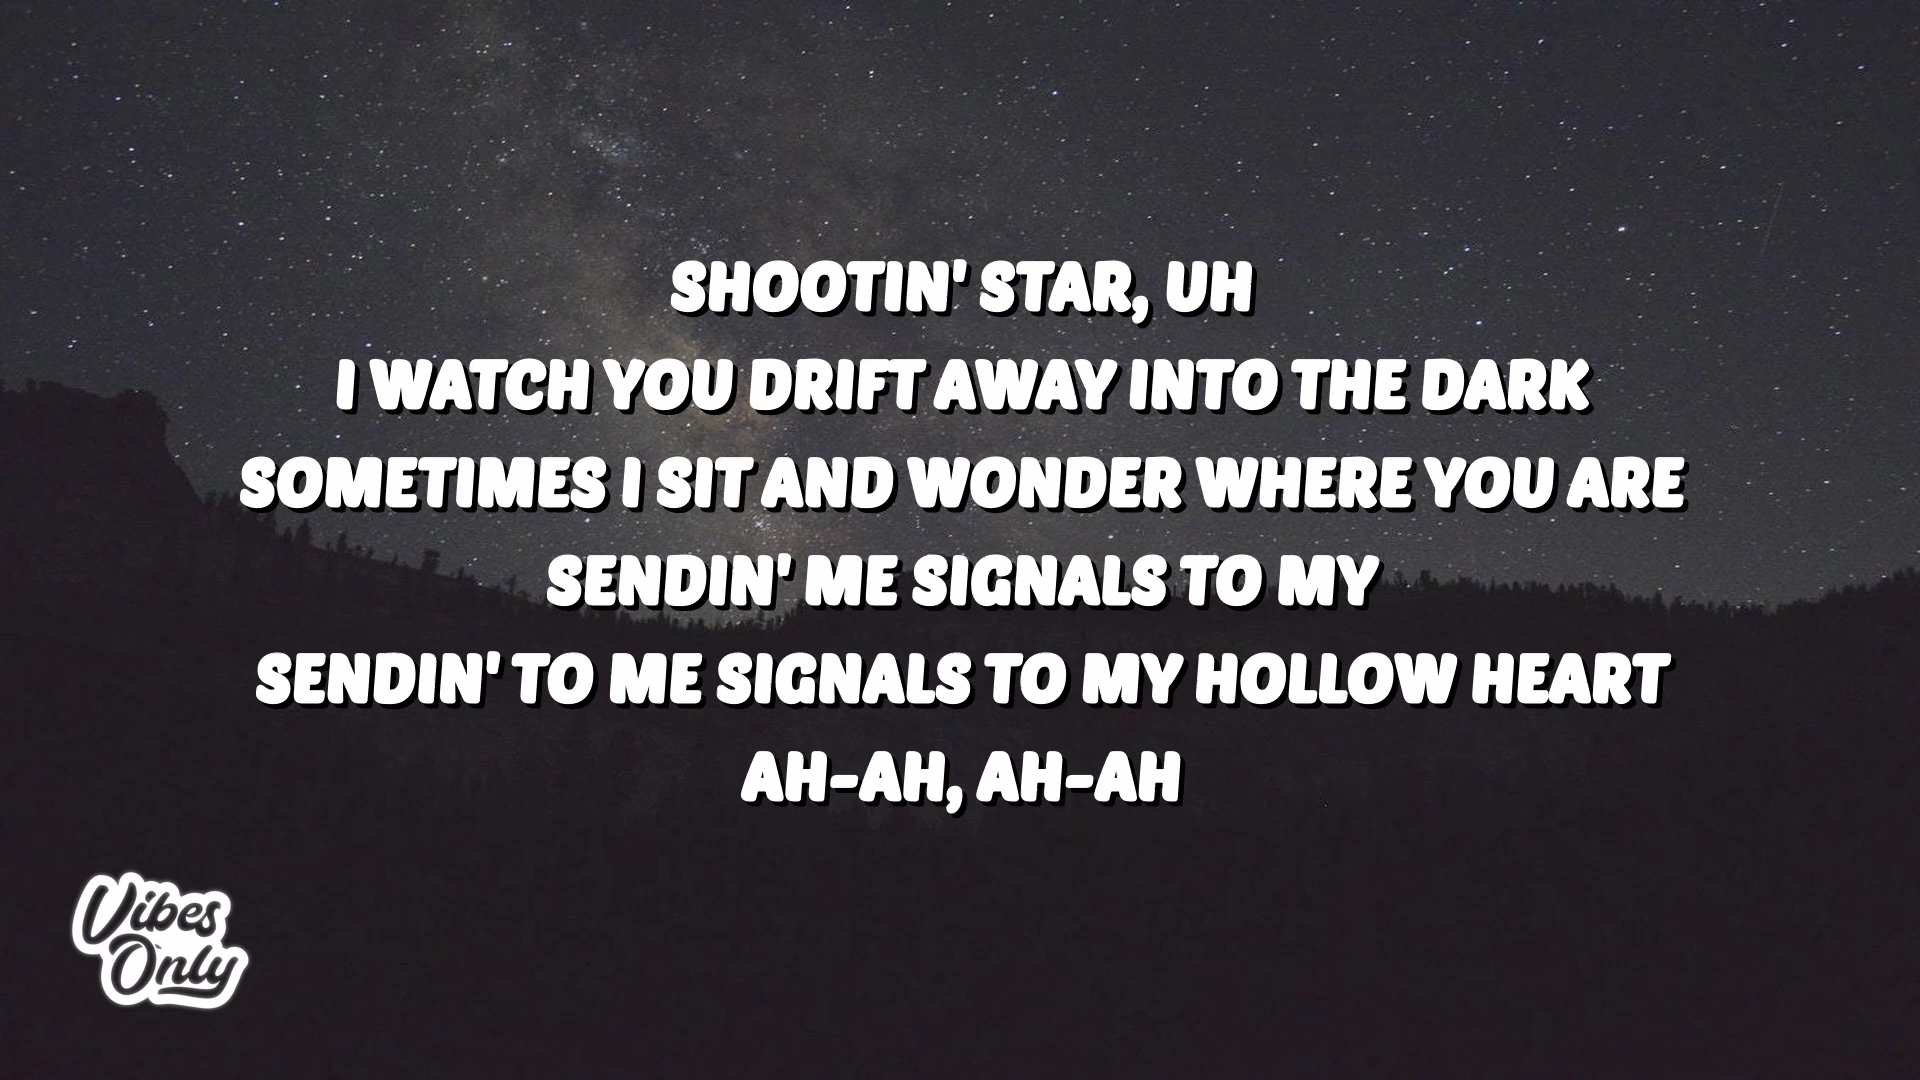 SHOOTIN' STAR, UH
I WATCH YOU DRIFT AWAY INTO THE DARK
SOMETIMES I SIT AND WONDER WHERE YOU ARE
SENDIN' ME SIGNALS TO MY
SENDIN' TO ME SIGNALS TO MY HOLLOW HEART
AH-AH, AH-AH
Vibes
Only